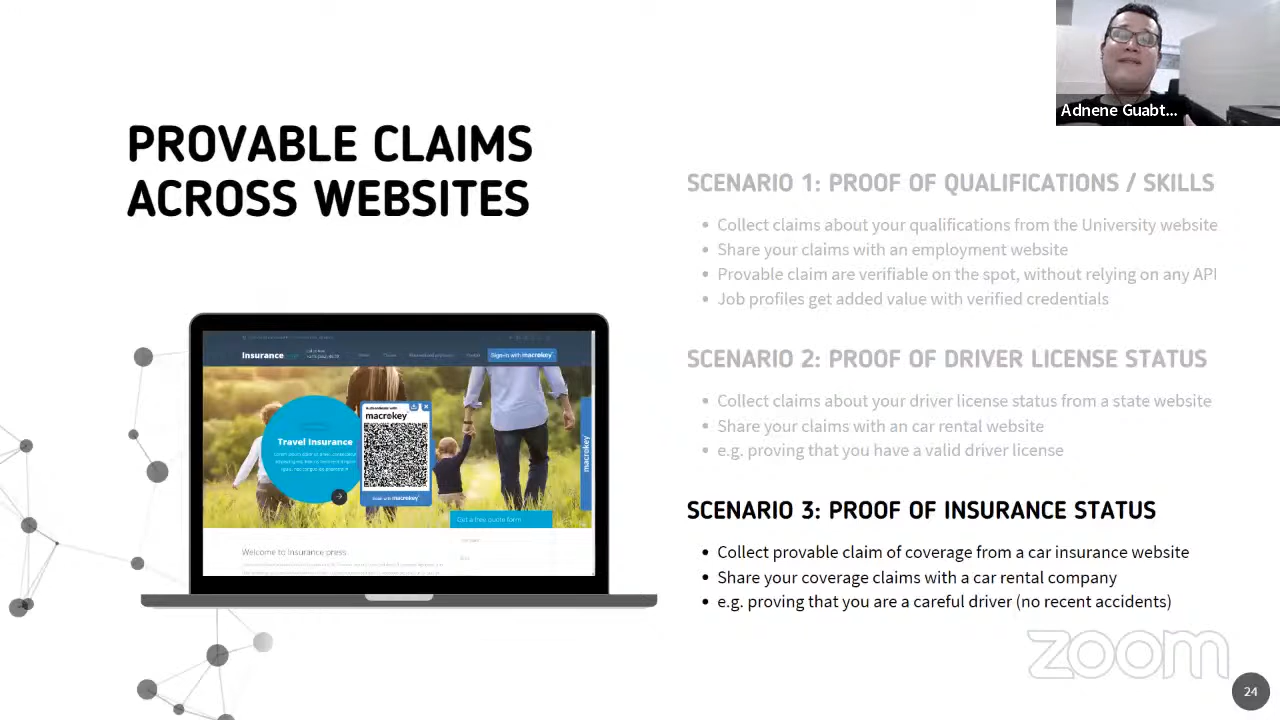 Adnene Guabt...
PROVABLE CLAIMS
ACROSS WEBSITES
SCENARIO 1: PROOF OF QUALIFICATIONS / SKILLS
• Collect claims about your qualifications from the University website
• Share your claims with an employment website
• Provable claim are verifiable on the spot, without relying on any API
• Job profiles get added value with verified credentials
SCENARIO 2: PROOF OF DRIVER LICENSE STATUS
• Collect claims about your driver license status from a state website
• Share your claims with an car rental website
• e.g. proving that you have a valid driver license
SCENARIO 3: PROOF OF INSURANCE STATUS
• Collect provable claim of coverage from a car insurance website
• Share your coverage claims with a car rental company
• e.g. proving that you are a careful driver (no recent accidents)
Insurance
Sign-in with macrokey
macrokey
Travel Insurance
macrokey
Get a free quote form
Welcome to Insurance press
zoom
24